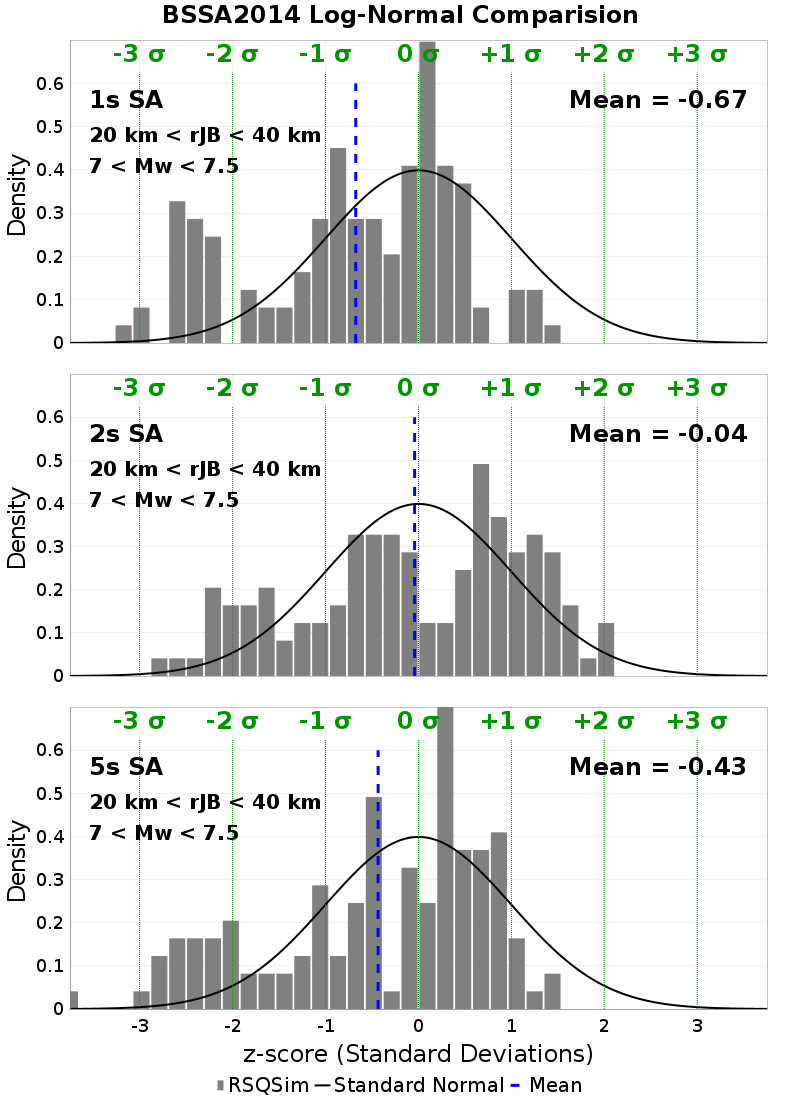 BSSA2014 Log-Normal Comparision
-3 σ -2 σ -1 σ 0 σ +1 σ +2 σ +3 σ
1s SA Mean = -0.67
20 km < rJB < 40 km
7 < Mw < 7.5
Density
0.6
0.5
0.4
0.3
0.2
0.1
0
-3 σ -2 σ -1 σ 0 σ +1 σ +2 σ +3 σ
2s SA Mean = -0.04
20 km < rJB < 40 km
7 < Mw < 7.5
Density
0.6
0.5
0.4
0.3
0.2
0.1
0
-3 σ -2 σ -1 σ 0 σ +1 σ +2 σ +3 σ
5s SA Mean = -0.43
20 km < rJB < 40 km
7 < Mw < 7.5
Density
0.6
0.5
0.4
0.3
0.2
0.1
0
-3 -2 -1 0 1 2 3
z-score (Standard Deviations)
RSQSim Standard Normal Mean